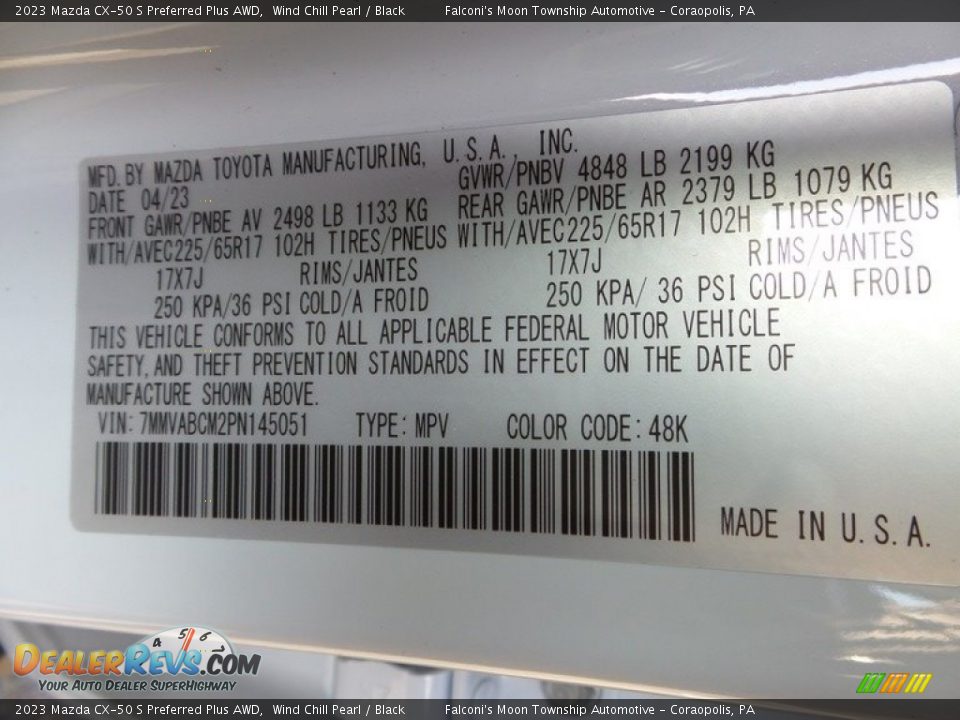 2023 Mazda CX-50 S Preferred Plus AWD, Wind Chill Pearl / Black Falconi's Moon Township Automotive - Coraopolis, PA
MFD. BY MAZDA TOYOTA MANUFACTURING, U.S.A., INC.
DATE 04/23 GVWR/PNBV 4848 LB 2199 KG
FRONT GAWR/PNBE AV 2498 LB 1133 KG REAR GAWR/PNBE AR 2379 LB 1079 KG
WITH/AVEC225/65R17 102H TIRES/PNEUS WITH/AVEC225/65R17 102H TIRES/PNEUS
17X7J RIMS/JANTES 17X7J RIMS/JANTES
250 KPA/36 PSI COLD/A FROID 250 KPA/ 36 PSI COLD/A FROID
THIS VEHICLE CONFORMS TO ALL APPLICABLE FEDERAL MOTOR VEHICLE
SAFETY, AND THEFT PREVENTION STANDARDS IN EFFECT ON THE DATE OF
MANUFACTURE SHOWN ABOVE.
VIN: 7MMVABCM2PN145051 TYPE: MPV COLOR CODE: 48K
MADE IN U.S.A.
4 5 6
DEALERREVS.COM
YOUR AUTO DEALER SUPERHIGHWAY
2023 Mazda CX-50 S Preferred Plus AWD, Wind Chill Pearl / Black Falconi's Moon Township Automotive - Coraopolis, PA